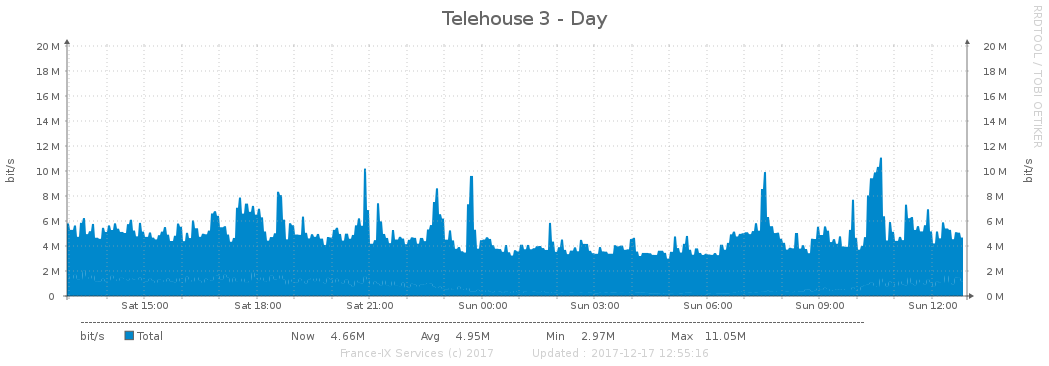 Telehouse 3 - Day
RRDTOOL / TOBI OETIKER
bit/s
20 M 20 M
18 M 18 M
16 M 16 M
14 M 14 M
12 M 12 M
10 M 10 M
8 M 8 M
6 M 6 M
4 M 4 M
2 M 2 M
0 0 M
bit/s
Sat 15:00 Sat 18:00 Sat 21:00 Sun 00:00 Sun 03:00 Sun 06:00 Sun 09:00 Sun 12:00
bit/s Total Now 4.66M Avg 4.95M Min 2.97M Max 11.05M
France-IX Services (c) 2017 Updated : 2017-12-17 12:55:16